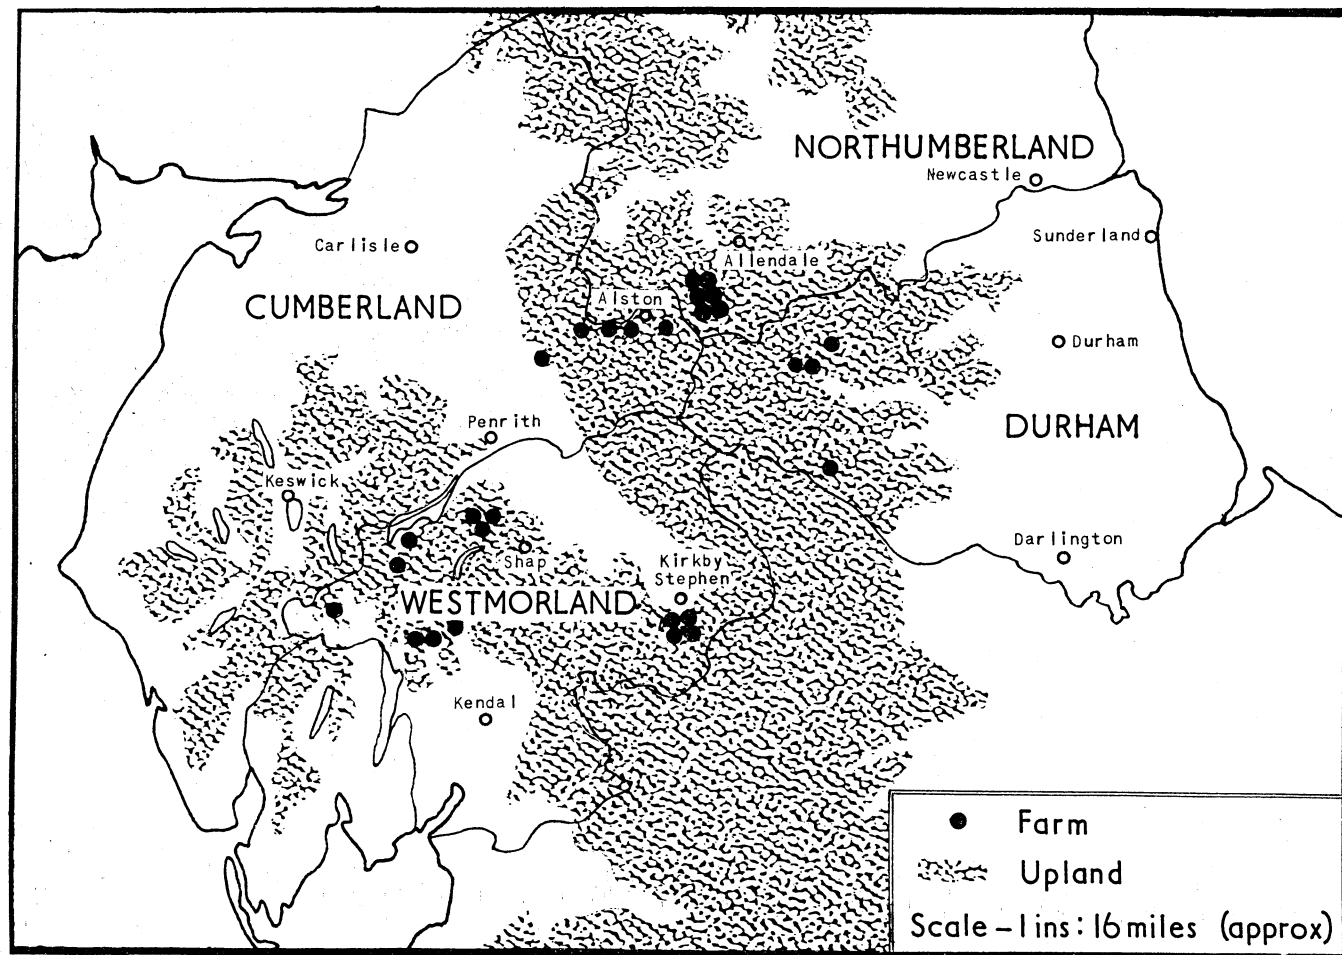 NORTHUMBERLAND
Newcastle
Sunderland
Carlisle
Allendale
CUMBERLAND
Alston
Durham
Penrith
DURHAM
Keswick
Darlington
Shap
Kirkby
Stephen
WESTMORLAND
Kendal
Farm
Upland
Scale - 1 ins : 16 miles (approx)